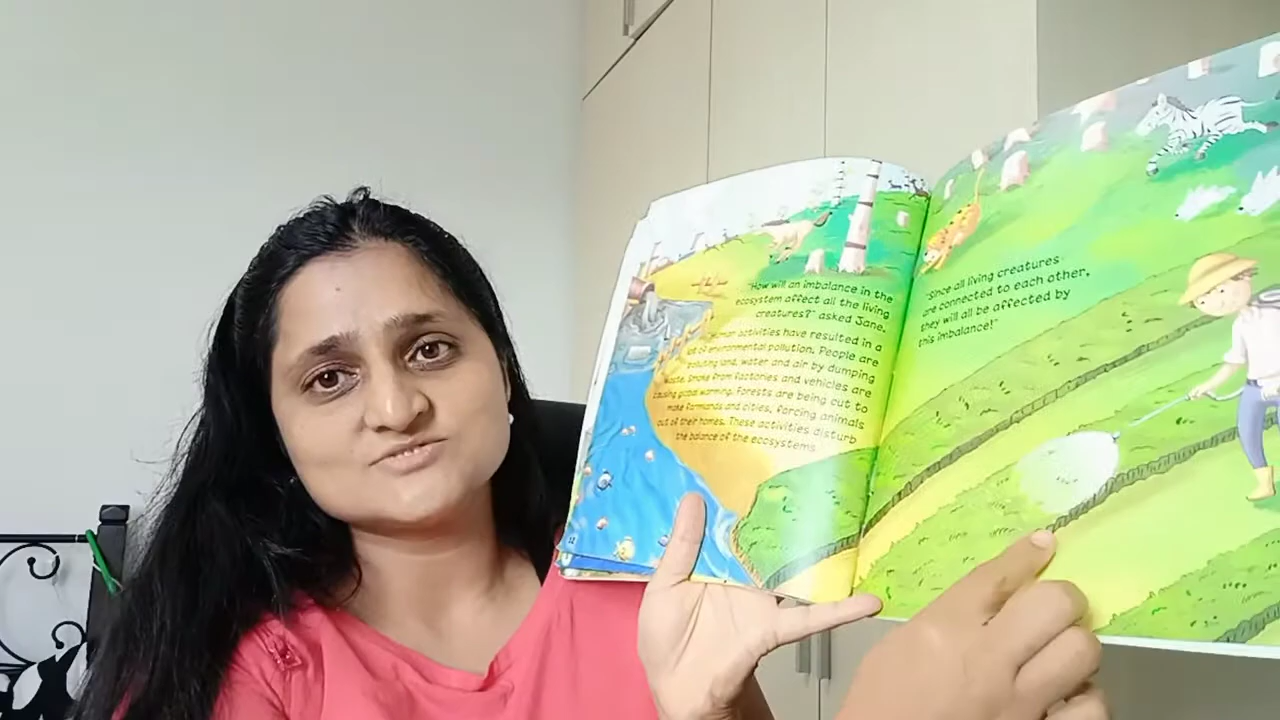 "How will an imbalance in the
ecosystem affect all the living
creatures?" asked Jane.
"Human activities have resulted in a
lot of environmental pollution. People are
polluting land, water and air by dumping
waste. Smoke from factories and vehicles are
causing global warming. Forests are being cut to
make farmlands and cities, forcing animals
out of their homes. These activities disturb
the balance of the ecosystems.
12
"Since all living creatures
are connected to each other,
they will all be affected by
this imbalance!"